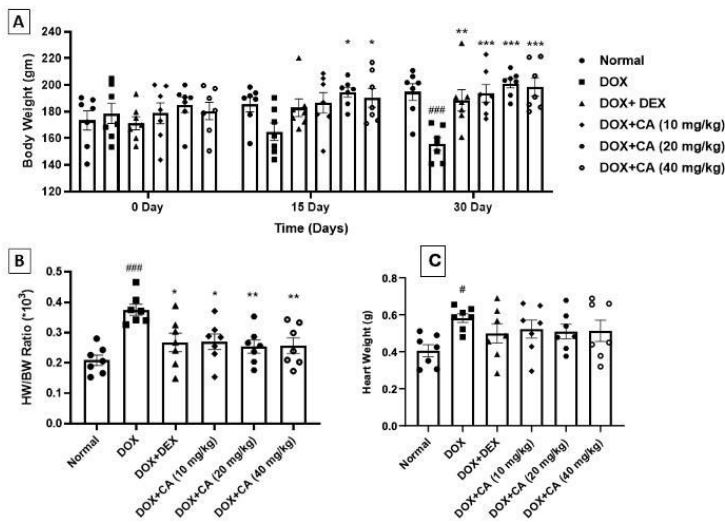 A
Body Weight (gm)
240
220
200
180
160
140
120
* *
###
** *** *** ***
0 Day 15 Day 30 Day
Time (Days)
Normal
DOX
DOX+ DEX
DOX+CA (10 mg/kg)
DOX+CA (20 mg/kg)
DOX+CA (40 mg/kg)
B
HW/BW Ratio (*10³)
0.5
0.4
0.3
0.2
0.1
0.0
### * * ** **
Normal
DOX
DOX+DEX
DOX+CA (10 mg/kg)
DOX+CA (20 mg/kg)
DOX+CA (40 mg/kg)
C
Heart Weight (g)
1.0
0.8
0.6
0.4
0.2
0.0
#
Normal
DOX
DOX+DEX
DOX+CA (10 mg/kg)
DOX+CA (20 mg/kg)
DOX+CA (40 mg/kg)